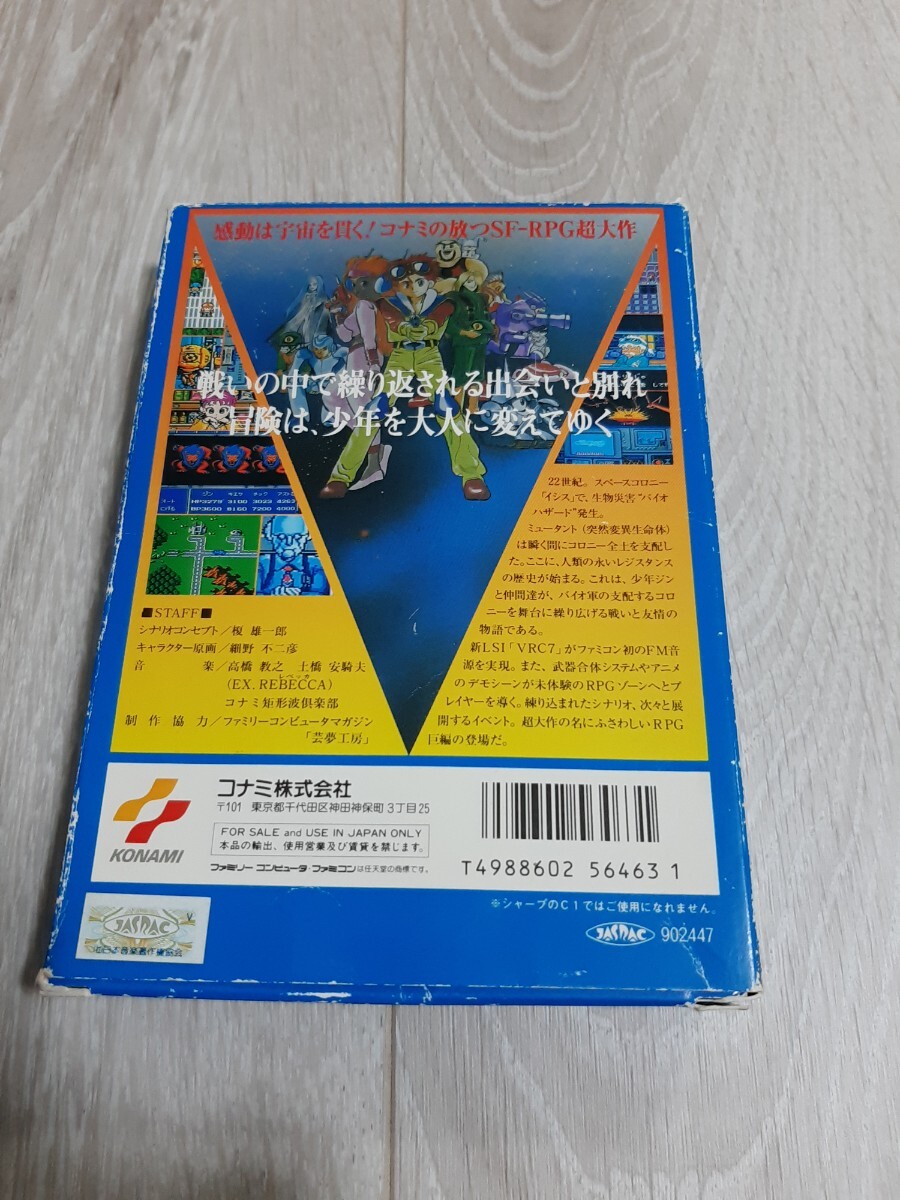 感動は宇宙を貫く!コナミの放つSF-RPG超大作
戦いの中で繰り返される出会いと別れ
冒険は、少年を大人に変えてゆく
HP3279 3100 3023 4263
BP3600 8160 7200 4000
22世紀。スペースコロニー
「イシス」で、生物災害"バイオ
ハザード"発生。
ミュータント(突然変異生命体)
は瞬く間にコロニー全土を支配し
た。ここに、人類の永いレジスタンス
の歴史が始まる。これは、少年ジン
と仲間達が、バイオ軍の支配するコロ
ニーを舞台に繰り広げる戦いと友情の
物語である。
新LSI「VRC7」がファミコン初のFM音
源を実現。また、武器合体システムやアニメ
のデモシーンが未体験のRPGゾーンへとプ
レイヤーを導く。練り込まれたシナリオ、次々と展
開するイベント。超大作の名にふさわしいRPG
巨編の登場だ。
■STAFF■
シナリオコンセプト/榎 雄一郎
キャラクター原画/細野 不二彦
音 楽/高橋 教之 土橋 安騎夫
レベッカ
(EX. REBECCA)
コナミ矩形波倶楽部
制作協力/ファミリーコンピュータマガジン
「芸夢工房」
KONAMI
コナミ株式会社
〒101 東京都千代田区神田神保町3丁目25
FOR SALE and USE IN JAPAN ONLY
本品の輸出、使用営業及び賃貸を禁じます。
ファミリーコンピュータ・ファミコンは任天堂の商標です。
T4988602 56463 1
※シャープのC1ではご使用になれません。
JASRAC 902447
V
JASRAC